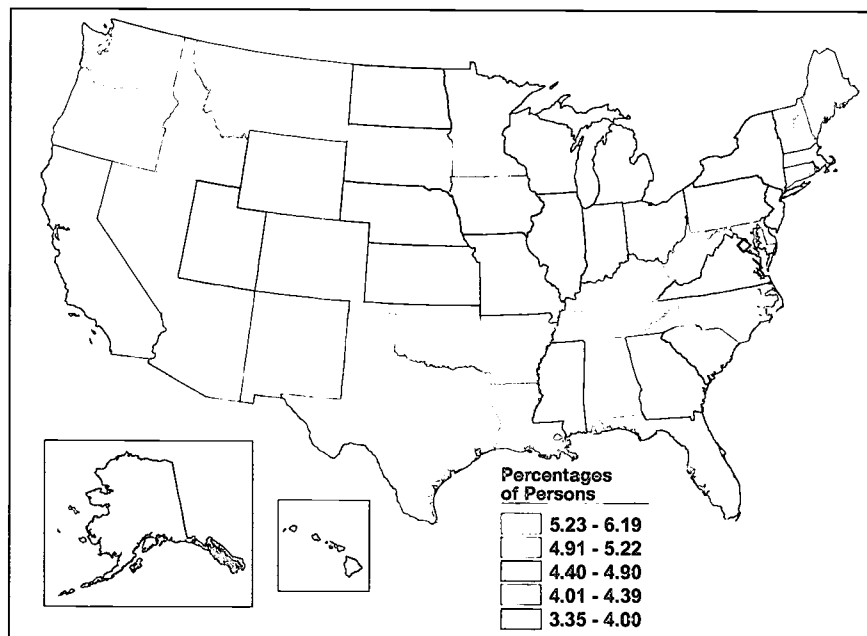 Percentages
of Persons
5.23 - 6.19
4.91 - 5.22
4.40 - 4.90
4.01 - 4.39
3.35 - 4.00